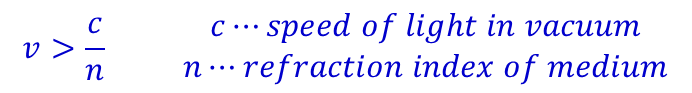 v > c/n
c ⋯ speed of light in vacuum
n ⋯ refraction index of medium